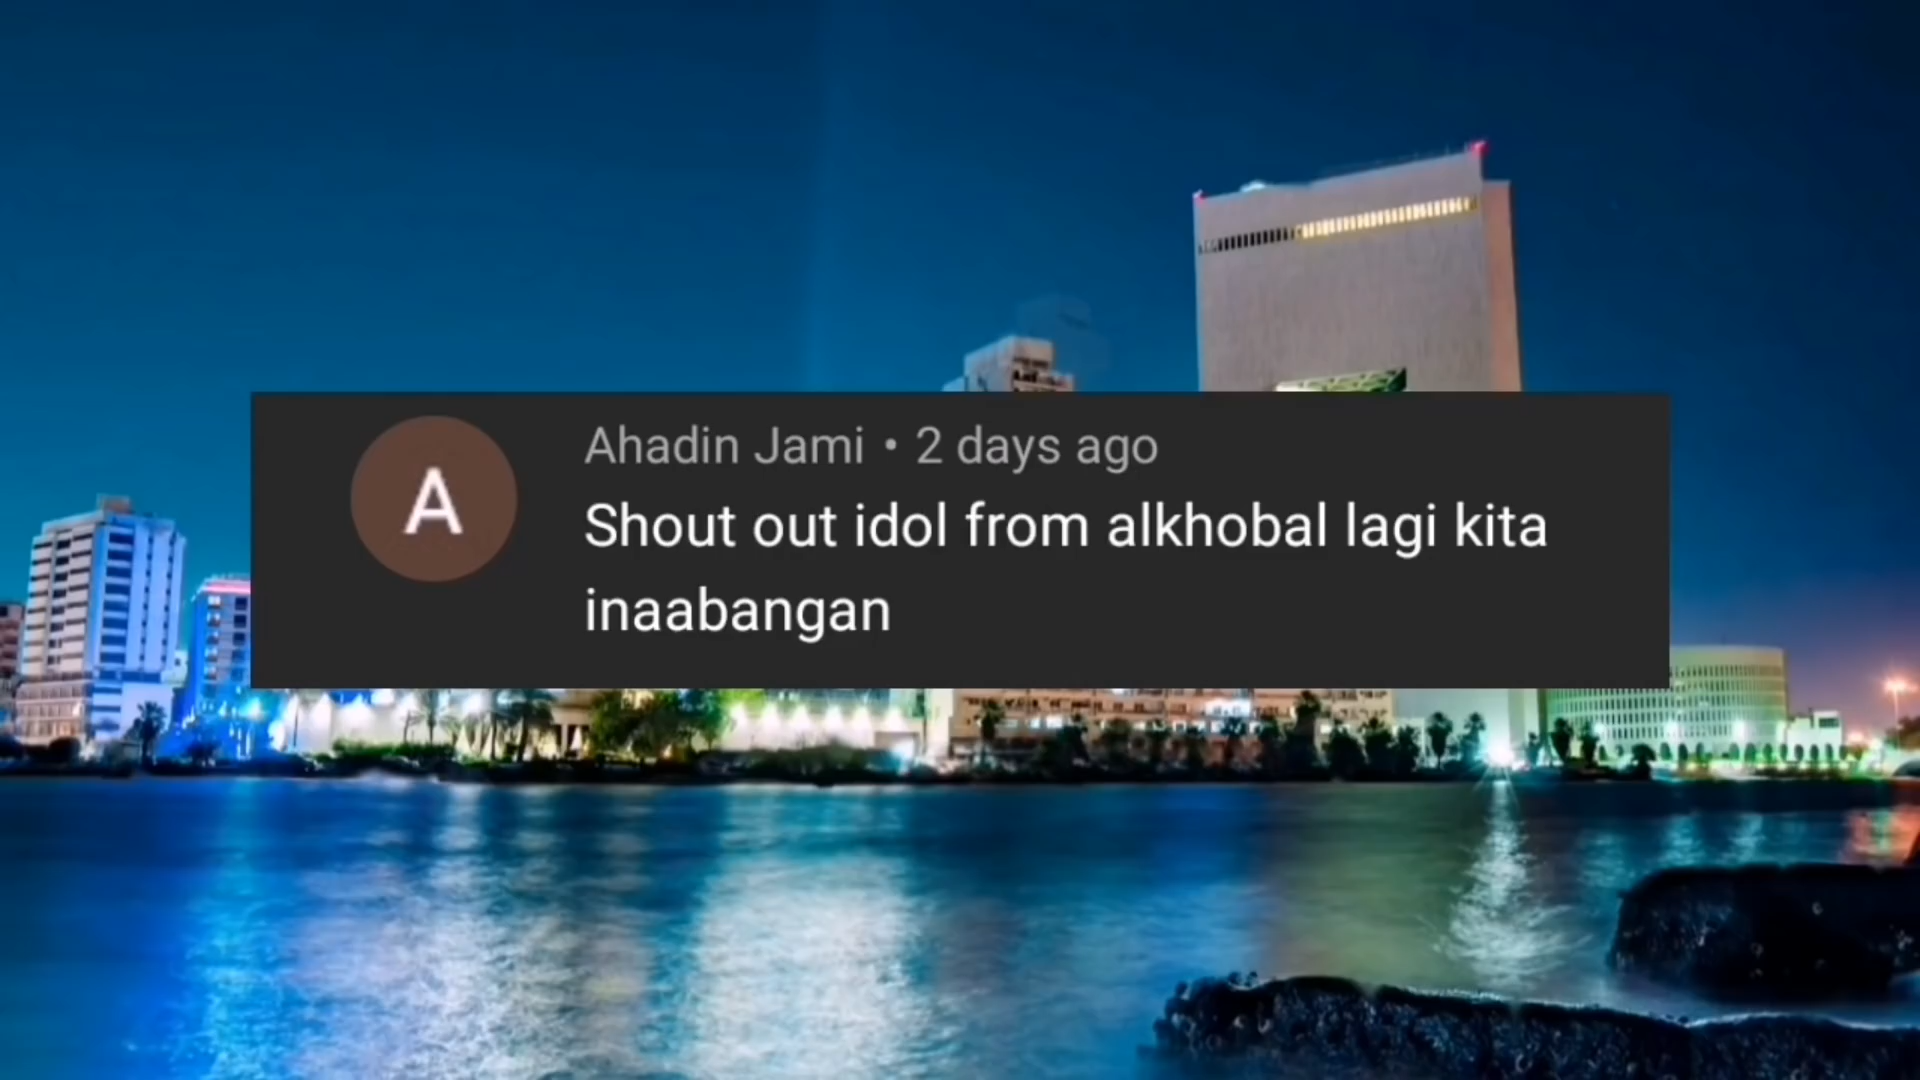 A
Ahadin Jami • 2 days ago
Shout out idol from alkhobal lagi kita
inaabangan